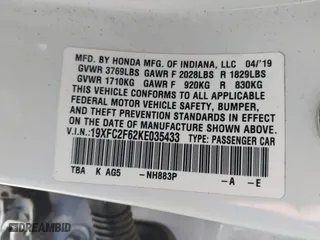 MFD. BY HONDA MFG. OF INDIANA, LLC 04/'19
GVWR 3769LBS GAWR F 2028LBS R 1829LBS
GVWR 1710KG GAWR F 920KG R 830KG
THIS VEHICLE CONFORMS TO ALL APPLICABLE
FEDERAL MOTOR VEHICLE SAFETY, BUMPER,
AND THEFT PREVENTION STANDARDS IN EFFECT
ON THE DATE OF MANUFACTURE SHOWN ABOVE.
V.I.N.:19XFC2F62KE035433 TYPE: PASSENGER CAR
TBA K AG5 -NH883P -A -E
DREAMBID